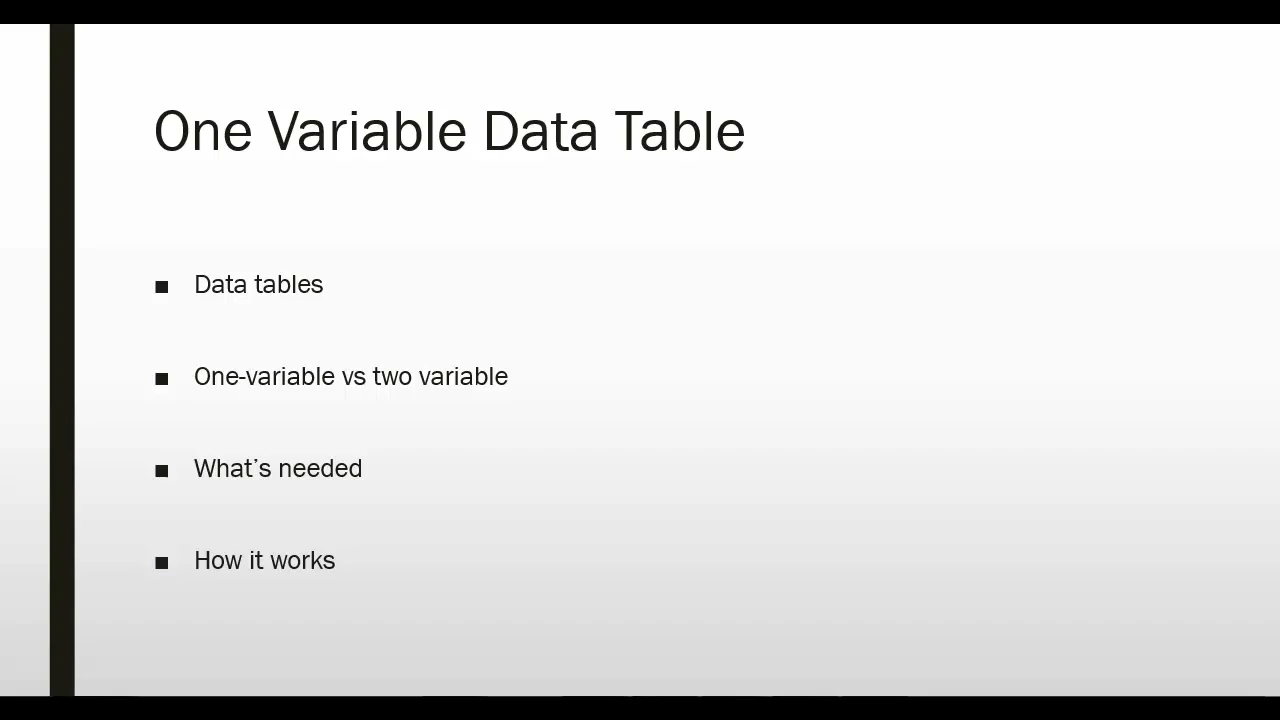 One Variable Data Table
Data tables
One-variable vs two variable
What's needed
How it works